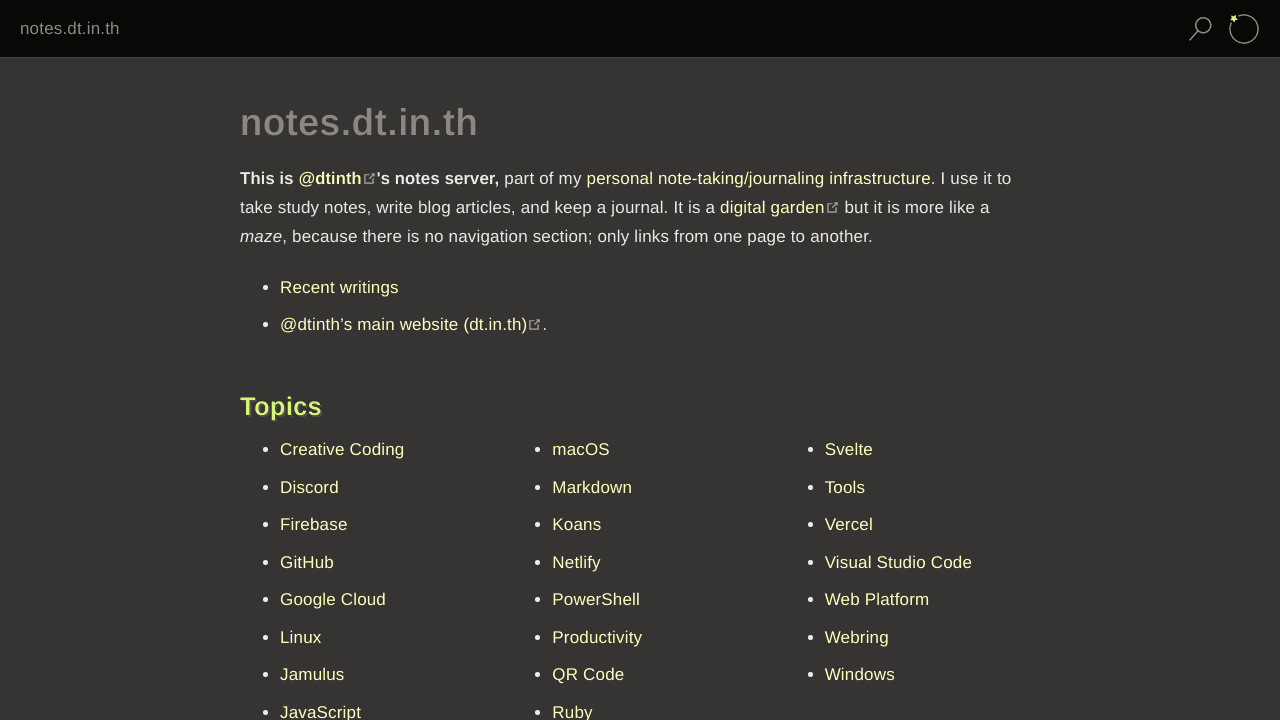 notes.dt.in.th
notes.dt.in.th
This is @dtinth's notes server, part of my personal note-taking/journaling infrastructure. I use it to
take study notes, write blog articles, and keep a journal. It is a digital garden but it is more like a
maze, because there is no navigation section; only links from one page to another.
Recent writings
@dtinth’s main website (dt.in.th).
Topics
Creative Coding
Discord
Firebase
GitHub
Google Cloud
Linux
Jamulus
JavaScript
macOS
Markdown
Koans
Netlify
PowerShell
Productivity
QR Code
Ruby
Svelte
Tools
Vercel
Visual Studio Code
Web Platform
Webring
Windows